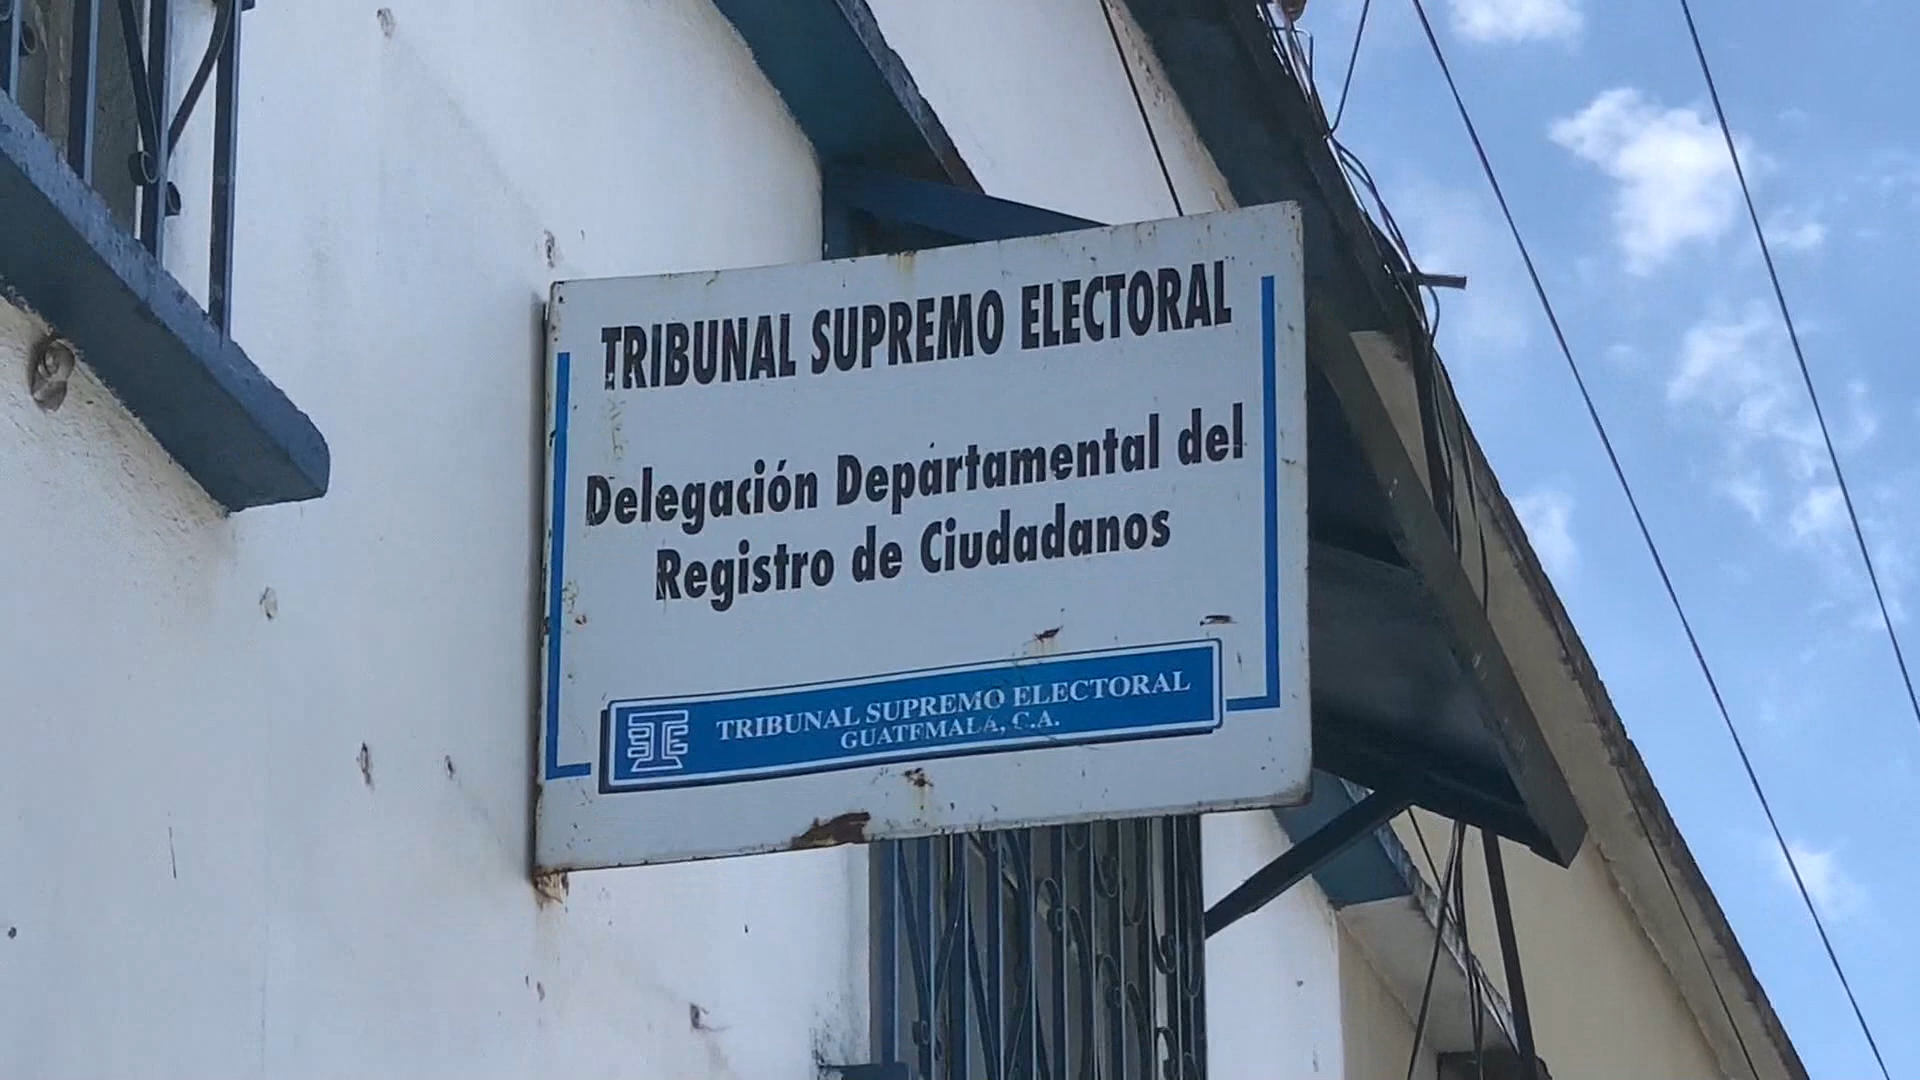 TRIBUNAL SUPREMO ELECTORAL
Delegación Departamental del
Registro de Ciudadanos
TRIBUNAL SUPREMO ELECTORAL
GUATEMALA, C.A.